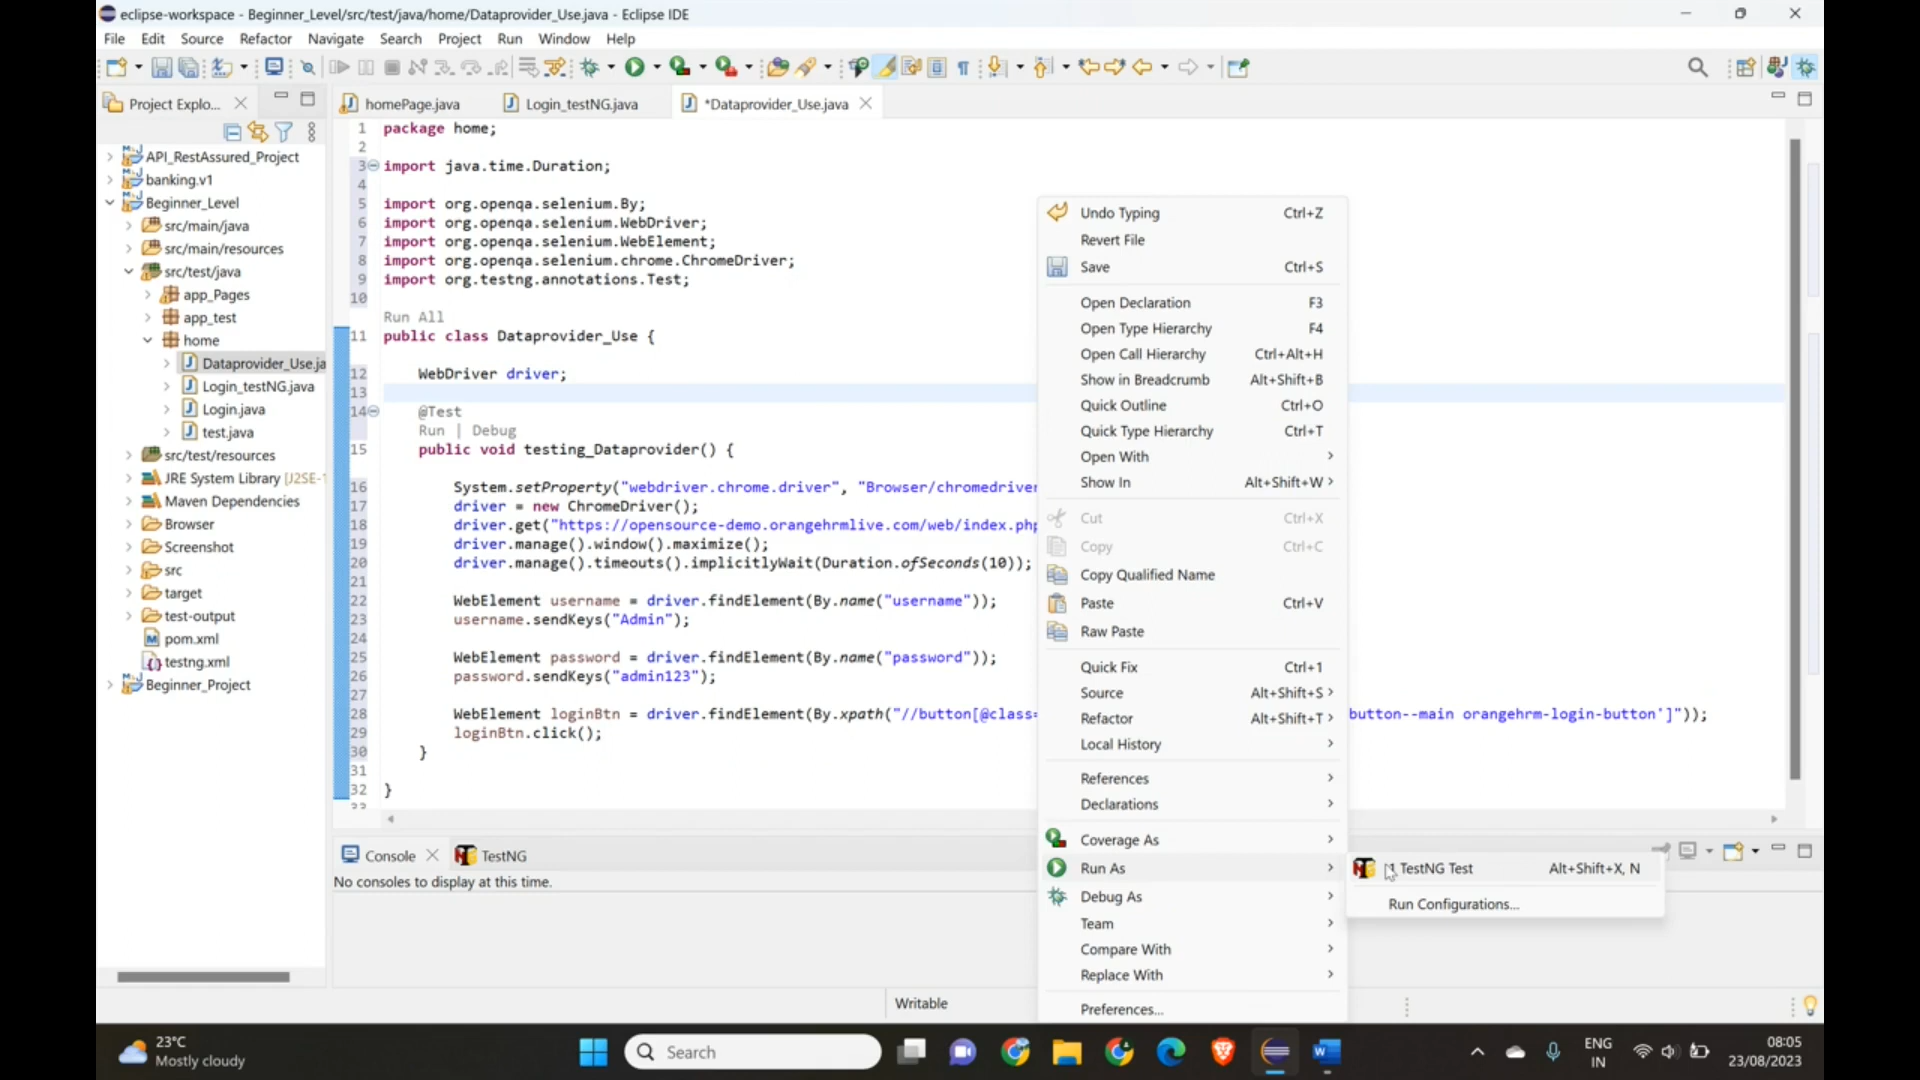 eclipse-workspace - Beginner_Level/src/test/java/home/Dataprovider_Use.java - Eclipse IDE
File Edit Source Refactor Navigate Search Project Run Window Help
Project Explo...
homePage.java
Login_testNG.java
*Dataprovider_Use.java
API_RestAssured_Project
banking.v1
Beginner_Level
src/main/java
src/main/resources
src/test/java
app_Pages
app_test
home
Dataprovider_Use.ja
Login_testNG.java
Login.java
test.java
src/test/resources
JRE System Library [J2SE-1
Maven Dependencies
Browser
Screenshot
src
target
test-output
pom.xml
testng.xml
Beginner_Project
1 package home;
2
3 import java.time.Duration;
4
5 import org.openqa.selenium.By;
6 import org.openqa.selenium.WebDriver;
7 import org.openqa.selenium.WebElement;
8 import org.openqa.selenium.chrome.ChromeDriver;
9 import org.testng.annotations.Test;
10
Run All
11 public class Dataprovider_Use {
12 WebDriver driver;
13
14 @Test
Run | Debug
15 public void testing_Dataprovider() {
16 System.setProperty("webdriver.chrome.driver", "Browser/chromedriver
17 driver = new ChromeDriver();
18 driver.get("https://opensource-demo.orangehrmlive.com/web/index.php
19 driver.manage().window().maximize();
20 driver.manage().timeouts().implicitlyWait(Duration.ofSeconds(10));
21
22 WebElement username = driver.findElement(By.name("username"));
23 username.sendKeys("Admin");
24
25 WebElement password = driver.findElement(By.name("password"));
26 password.sendKeys("admin123");
27
28 WebElement loginBtn = driver.findElement(By.xpath("//button[@class= button--main orangehrm-login-button']"));
29 loginBtn.click();
30 }
31
32 }
33
Undo Typing Ctrl+Z
Revert File
Save Ctrl+S
Open Declaration F3
Open Type Hierarchy F4
Open Call Hierarchy Ctrl+Alt+H
Show in Breadcrumb Alt+Shift+B
Quick Outline Ctrl+O
Quick Type Hierarchy Ctrl+T
Open With
Show In Alt+Shift+W
Cut Ctrl+X
Copy Ctrl+C
Copy Qualified Name
Paste Ctrl+V
Raw Paste
Quick Fix Ctrl+1
Source Alt+Shift+S
Refactor Alt+Shift+T
Local History
References
Declarations
Coverage As
Run As
Debug As
Team
Compare With
Replace With
Preferences...
TestNG Test Alt+Shift+X, N
Run Configurations...
Console
TestNG
No consoles to display at this time.
Writable
23°C
Mostly cloudy
Search
ENG
IN
08:05
23/08/2023